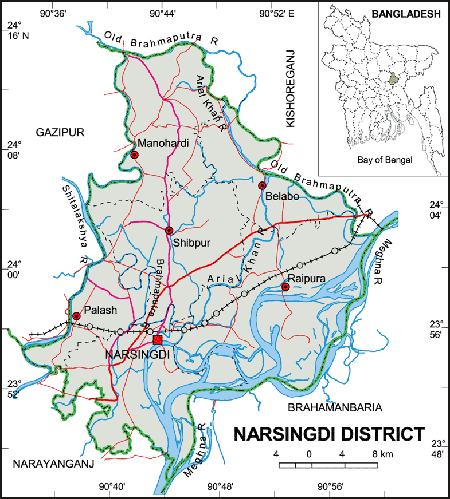 90°36'
90°44'
90°52' E
24°
16' N
Old Brahmaputra R
BANGLADESH
Bay of Bengal
KISHOREGANJ
Arial Khan R
GAZIPUR
24°
08'
Manohardi
Old Brahmaputra R
Belabo
Shitalakshya R
24°
04'
Shibpur
Arial Khan R
Meghna R
24°
00'
Brahmaputra R
Raipura
Palash
23°
56'
NARSINGDI
23°
52'
BRAHAMANBARIA
NARSINGDI DISTRICT
Meghna R
23°
48'
NARAYANGANJ
4 0 4 8 km
90°40'
90°48'
90°56'